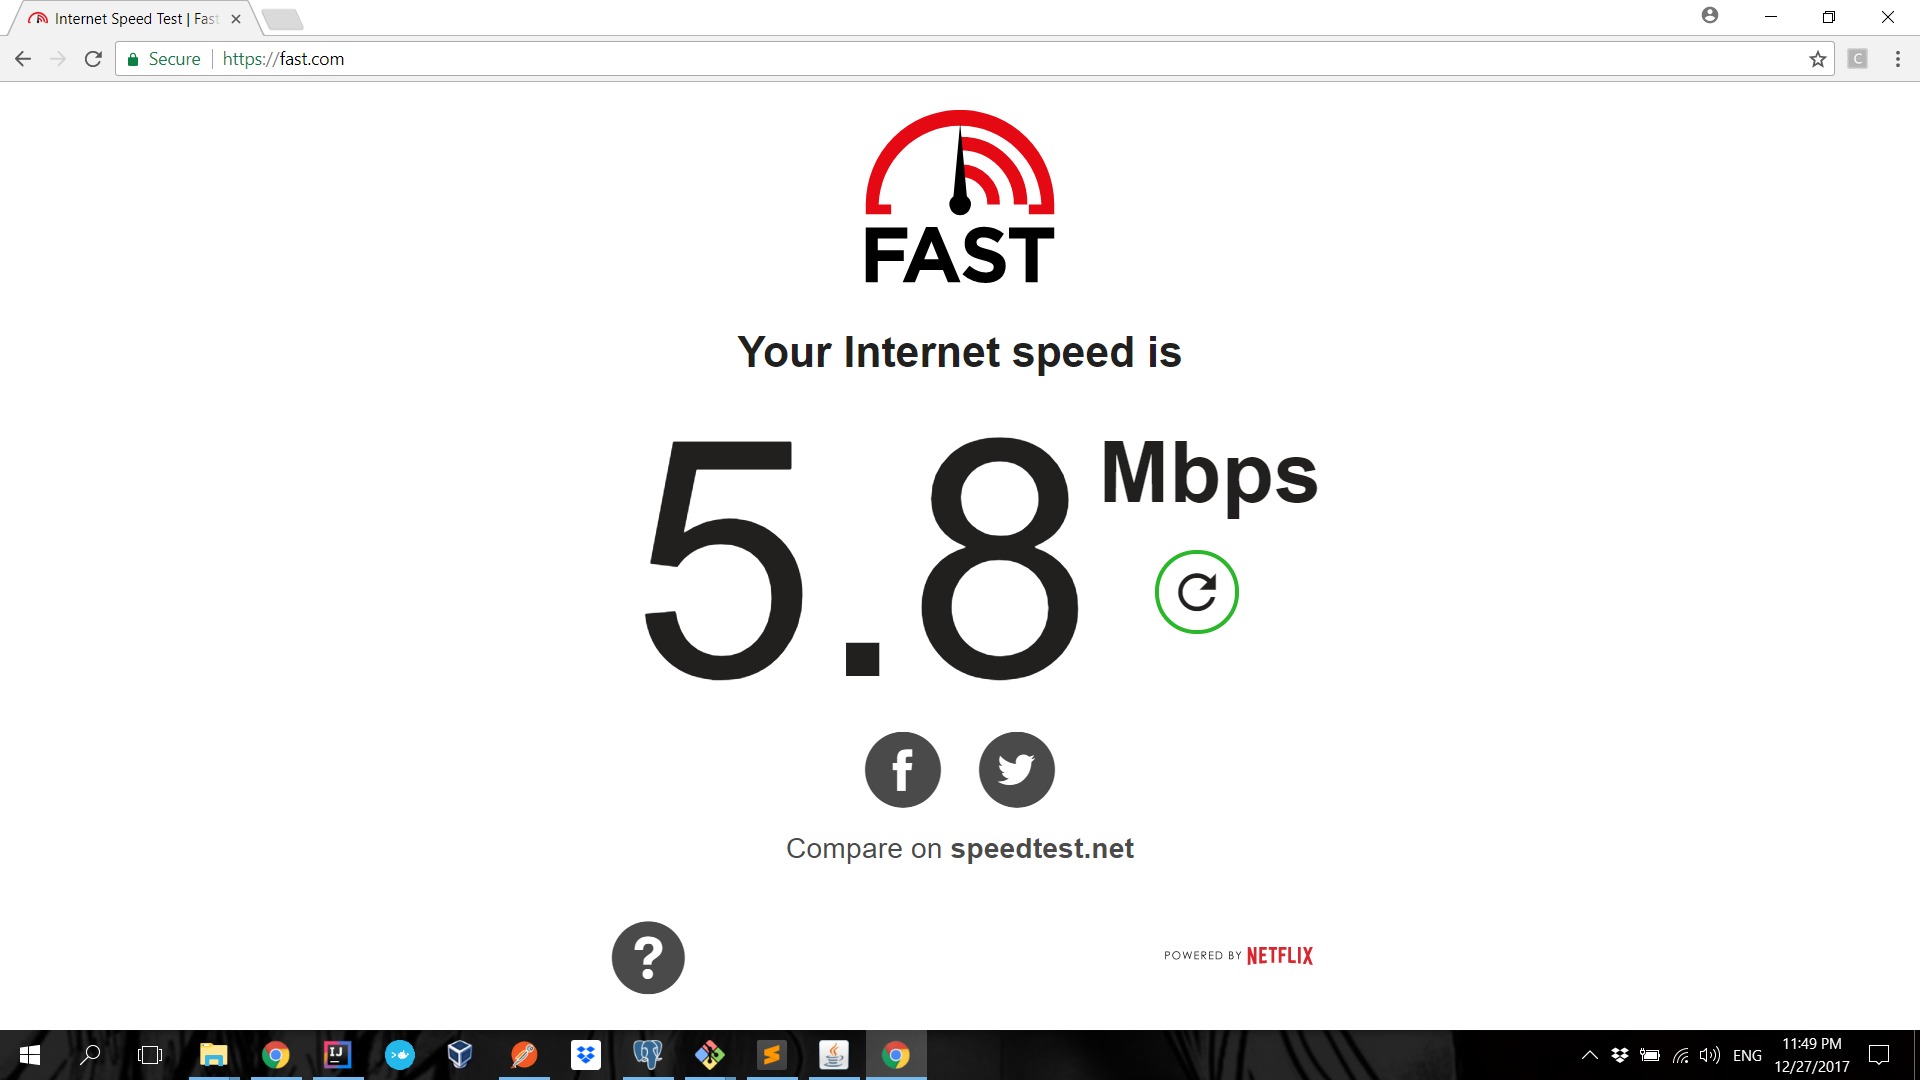 Internet Speed Test | Fast
Secure
https://fast.com
C
FAST
Your Internet speed is
5.8 Mbps
f
Compare on speedtest.net
?
POWERED BY NETFLIX
IJ
ENG
11:49 PM
12/27/2017